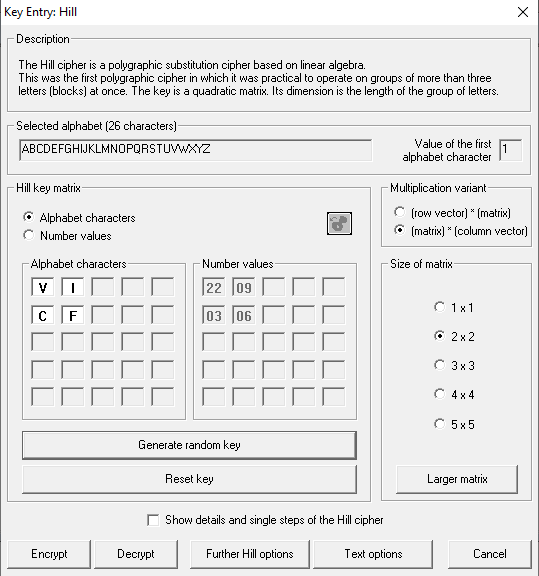 Key Entry: Hill
Description
The Hill cipher is a polygraphic substitution cipher based on linear algebra.
This was the first polygraphic cipher in which it was practical to operate on groups of more than three
letters (blocks) at once. The key is a quadratic matrix. Its dimension is the length of the group of letters.
Selected alphabet (26 characters)
ABCDEFGHIJKLMNOPQRSTUVWXYZ
Value of the first
alphabet character
1
Hill key matrix
Alphabet characters
Number values
Multiplication variant
(row vector) * (matrix)
(matrix) * (column vector)
Alphabet characters
V I
C F
Number values
22 09
03 06
Size of matrix
1 x 1
2 x 2
3 x 3
4 x 4
5 x 5
Generate random key
Reset key
Larger matrix
Show details and single steps of the Hill cipher
Encrypt
Decrypt
Further Hill options
Text options
Cancel